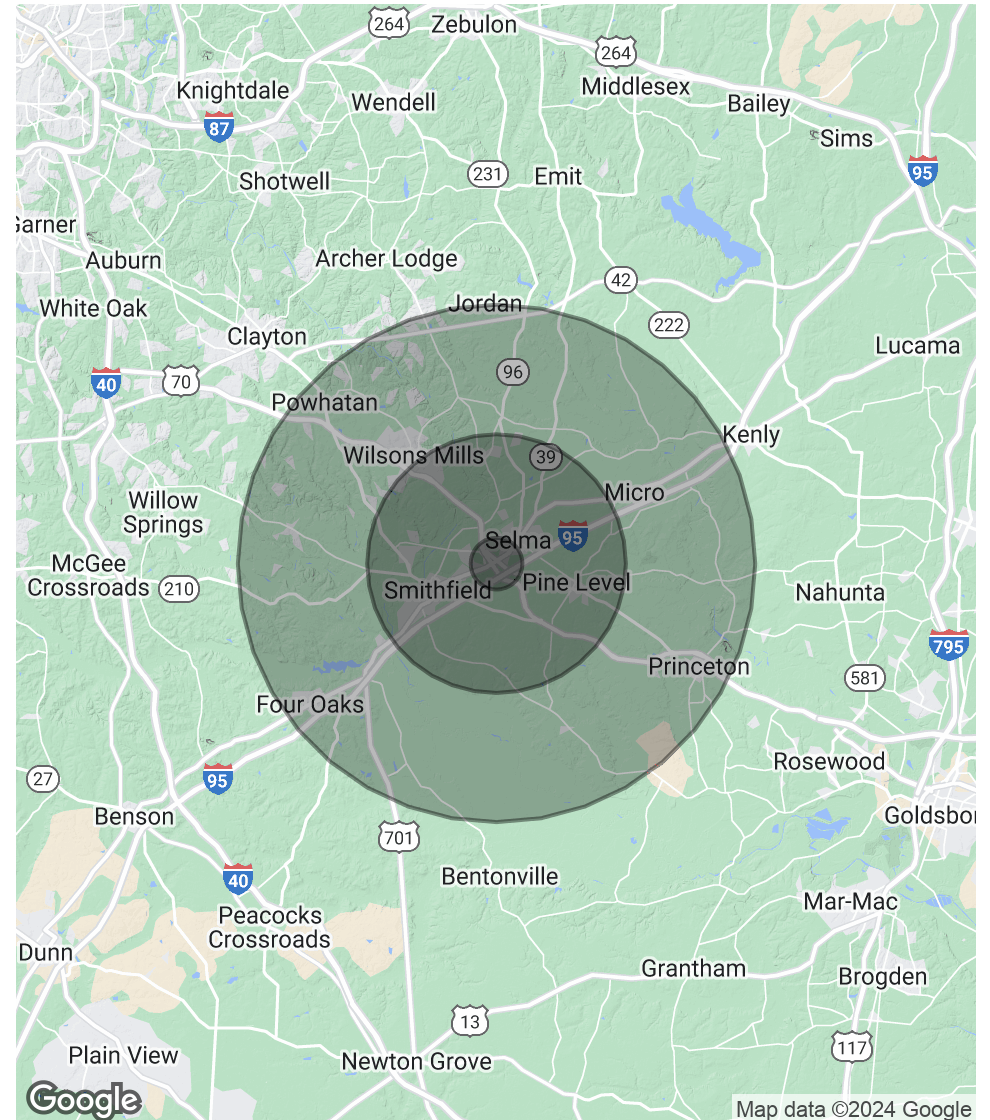 264
Zebulon
264
Middlesex
Knightdale
Wendell
Bailey
87
Sims
95
231
Emit
Shotwell
Garner
Auburn
Archer Lodge
42
White Oak
Jordan
222
Clayton
Lucama
96
40
70
Powhatan
Kenly
Wilsons Mills
39
Micro
Willow
Springs
Selma
95
McGee
Crossroads
210
Smithfield
Pine Level
Nahunta
795
Princeton
581
Four Oaks
Rosewood
27
95
Benson
Goldsbor
701
40
Bentonville
Mar-Mac
Peacocks
Crossroads
Dunn
Grantham
Brogden
13
117
Plain View
Newton Grove
Google
Map data ©2024 Google